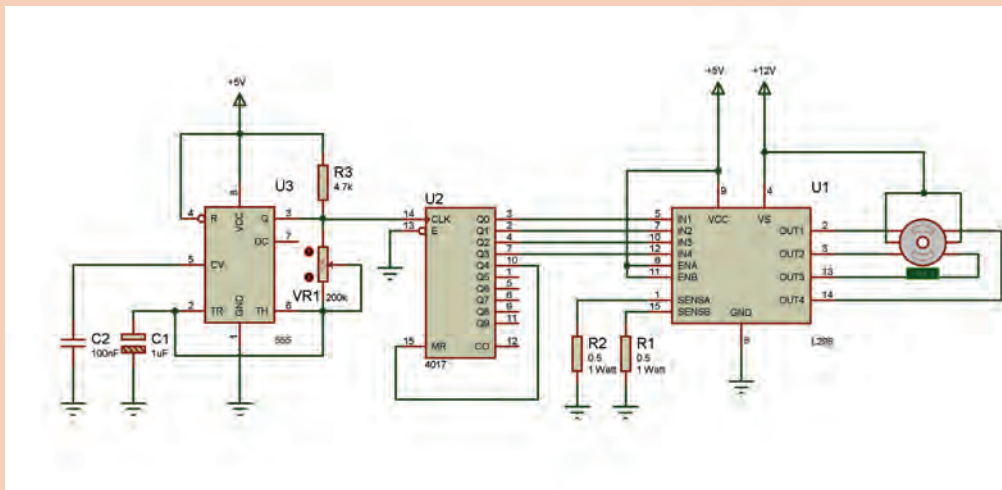 +5V
+5V
+12V
R3
4.7k
U3
U2
U1
4
R
8
VCC
Q
3
DC
7
5
CV
2
TR
GND
1
TH
6
555
VR1
200k
C2
100nF
C1
1uF
14
CLK
13
E
Q0
3
Q1
2
Q2
4
Q3
7
Q4
10
Q5
1
Q6
5
Q7
6
Q8
9
Q9
11
15
MR
CO
12
4017
5
IN1
7
IN2
10
IN3
12
IN4
6
ENA
11
ENB
1
SENSA
15
SENSB
9
VCC
4
VS
OUT1
2
OUT2
3
OUT3
13
OUT4
14
GND
8
L298
R2
0.5
1 Watt
R1
0.5
1 Watt